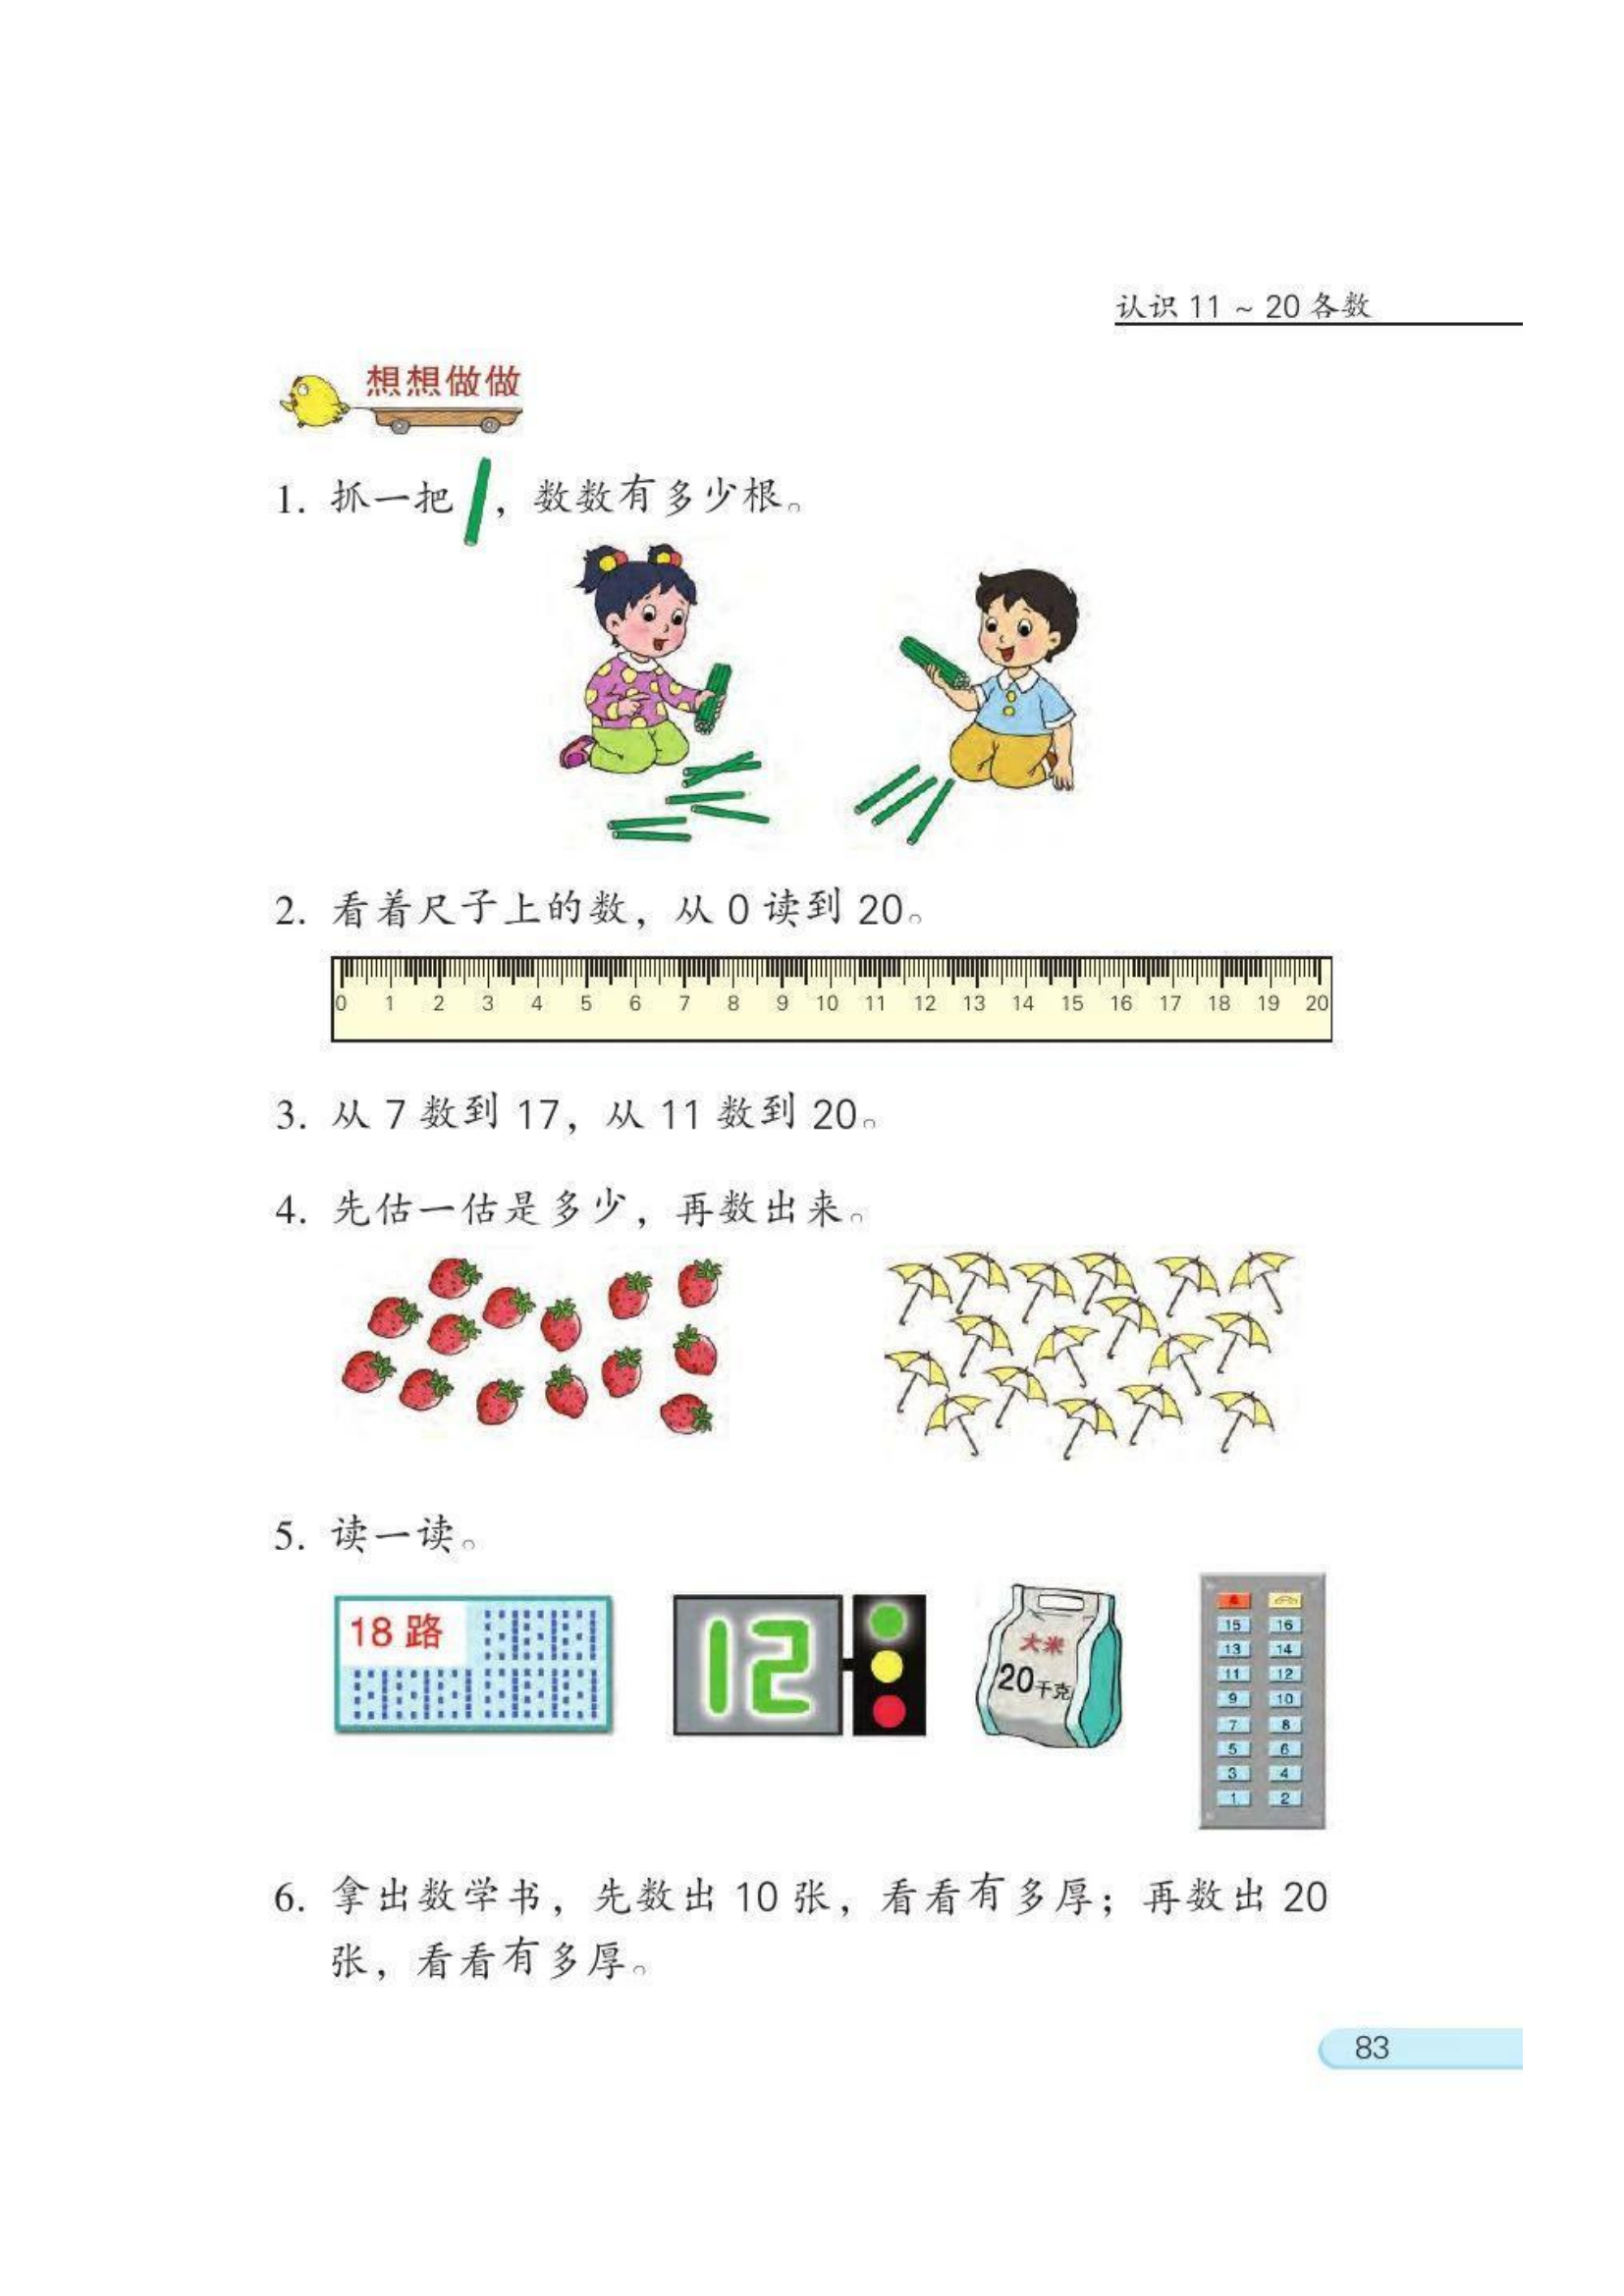 认识 11 ~ 20 各数
想想做做
1. 抓一把 ，数数有多少根。
2. 看着尺子上的数，从 0 读到 20。
0 1 2 3 4 5 6 7 8 9 10 11 12 13 14 15 16 17 18 19 20
3. 从 7 数到 17，从 11 数到 20。
4. 先估一估是多少，再数出来。
5. 读一读。
18 路
12
大米
20千克
15 16
13 14
11 12
9 10
7 8
5 6
3 4
1 2
6. 拿出数学书，先数出 10 张，看看有多厚；再数出 20
张，看看有多厚。
83